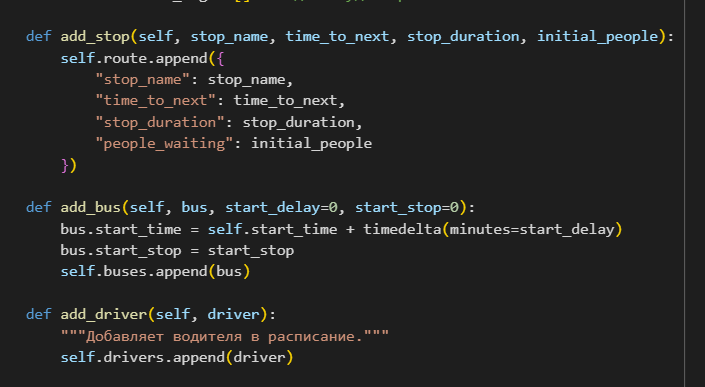 def add_stop(self, stop_name, time_to_next, stop_duration, initial_people):
    self.route.append({
        "stop_name": stop_name,
        "time_to_next": time_to_next,
        "stop_duration": stop_duration,
        "people_waiting": initial_people
    })

def add_bus(self, bus, start_delay=0, start_stop=0):
    bus.start_time = self.start_time + timedelta(minutes=start_delay)
    bus.start_stop = start_stop
    self.buses.append(bus)

def add_driver(self, driver):
    """Добавляет водителя в расписание."""
    self.drivers.append(driver)